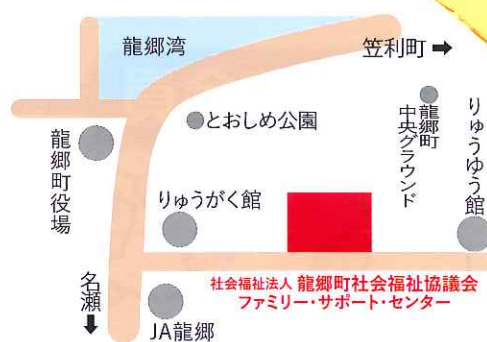 龍郷湾
笠利町➡
とおしめ公園
龍郷町
中央グラウンド
りゅうゆう館
龍郷町役場
りゅうがく館
社会福祉法人 龍郷町社会福祉協議会
ファミリー・サポート・センター
名瀬
⬇
JA龍郷